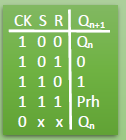 CK S R Qn+1
1 0 0 Qn
1 0 1 0
1 1 0 1
1 1 1 Prh
0 x x Qn